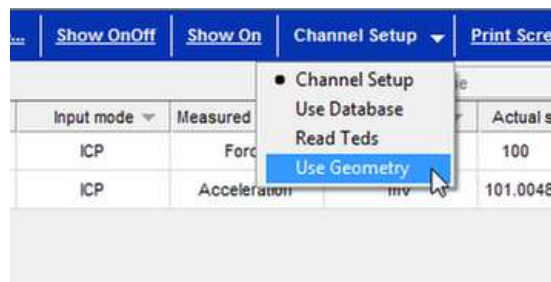 Show OnOff Show On Channel Setup Print Scre
Channel Setup
Use Database
Read Teds
Use Geometry
Input mode Measured Actual s
ICP Forc 100
ICP Acceleration mV 101.0048